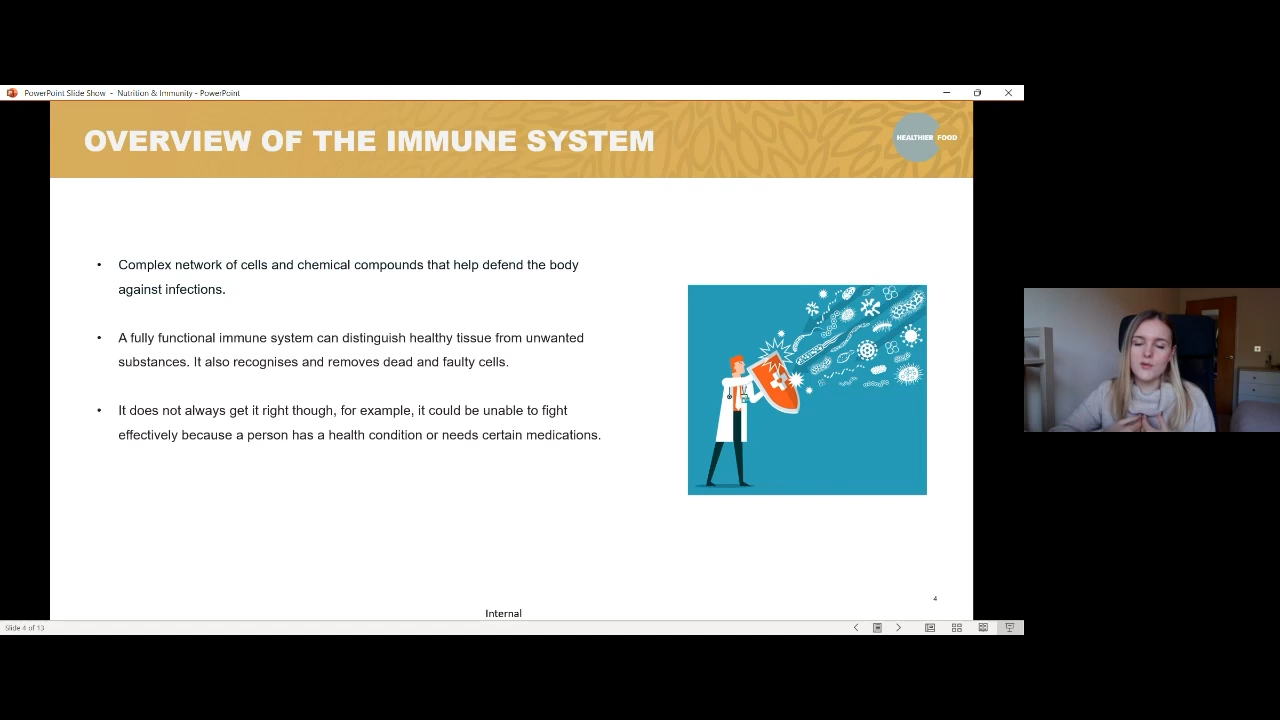 PowerPoint Slide Show - Nutrition & Immunity - PowerPoint
OVERVIEW OF THE IMMUNE SYSTEM
HEALTHIER FOOD
• Complex network of cells and chemical compounds that help defend the body
against infections.
• A fully functional immune system can distinguish healthy tissue from unwanted
substances. It also recognises and removes dead and faulty cells.
• It does not always get it right though, for example, it could be unable to fight
effectively because a person has a health condition or needs certain medications.
4
Internal
Slide 4 of 13